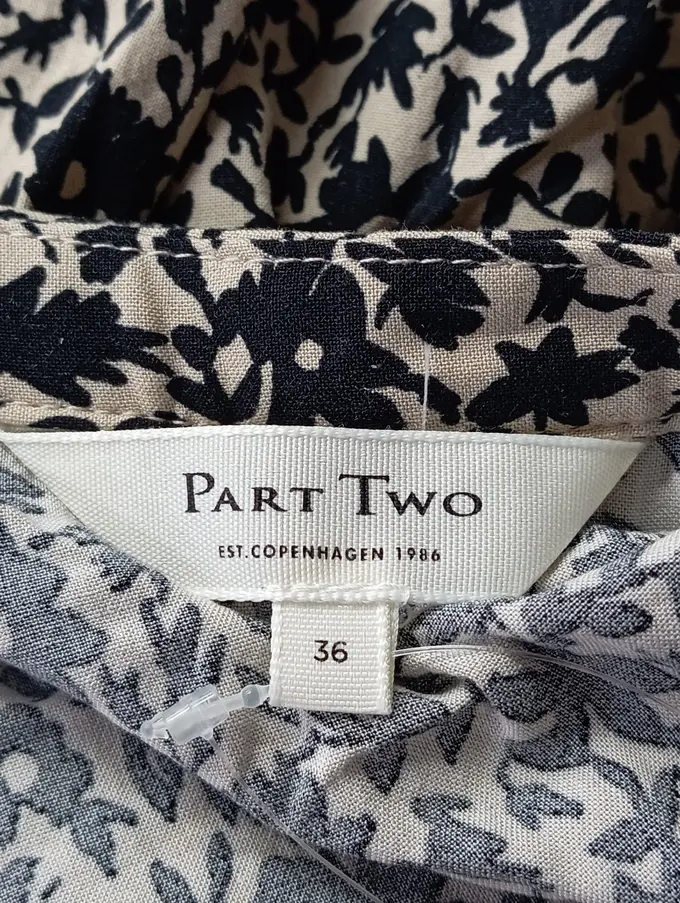 PART TWO
EST. COPENHAGEN 1986
36